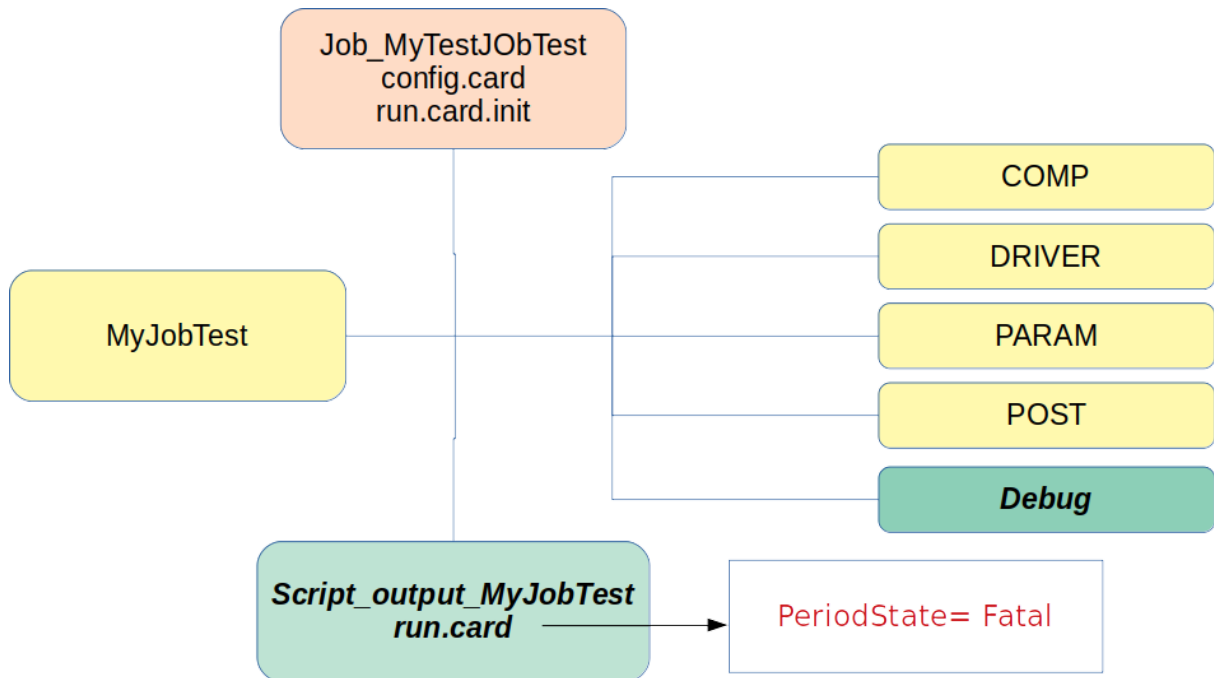 Job_MyTestJObTest
config.card
run.card.init
COMP
DRIVER
MyJobTest
PARAM
POST
Debug
Script_output_MyJobTest
run.card
PeriodState= Fatal